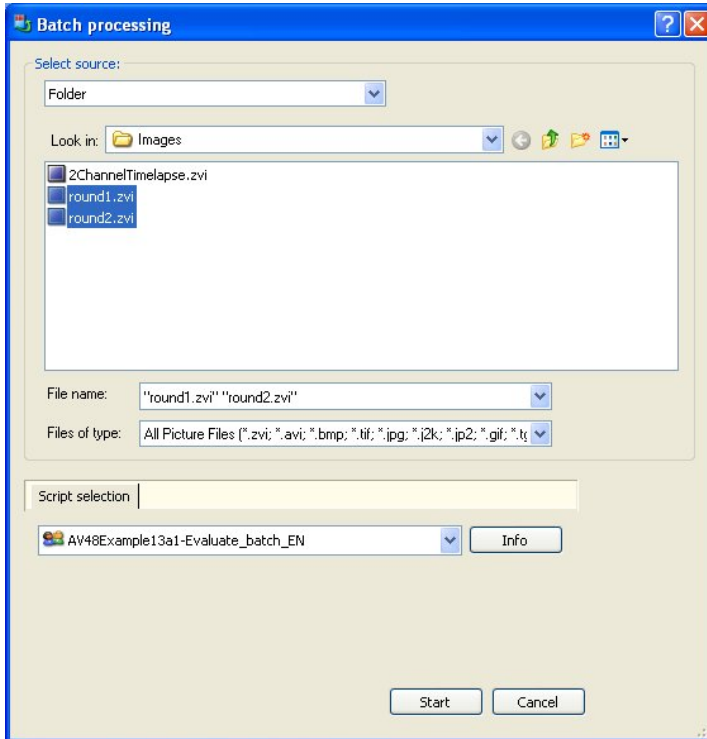 Batch processing
Select source:
Folder
Look in: Images
2ChannelTimelapse.zvi
round1.zvi
round2.zvi
File name: "round1.zvi" "round2.zvi"
Files of type: All Picture Files (*.zvi; *.avi; *.bmp; *.tif; *.jpg; *.j2k; *.jp2; *.gif; *.tg
Script selection
AV48Example13a1-Evaluate_batch_EN Info
Start Cancel